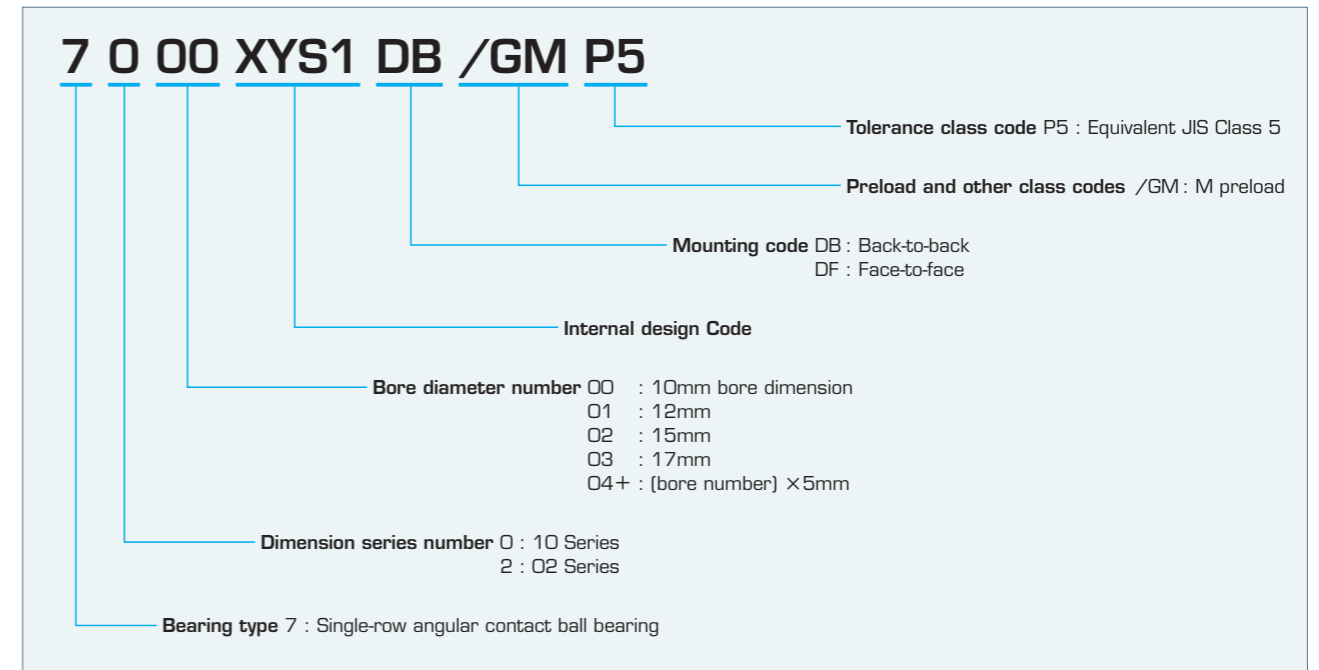 7 0 00 XYS1 DB /GM P5
Tolerance class code P5 : Equivalent JIS Class 5
Preload and other class codes /GM : M preload
Mounting code DB : Back-to-back
DF : Face-to-face
Internal design Code
Bore diameter number 00 : 10mm bore dimension
01 : 12mm
02 : 15mm
03 : 17mm
04+ : (bore number) ×5mm
Dimension series number 0 : 10 Series
2 : 02 Series
Bearing type 7 : Single-row angular contact ball bearing